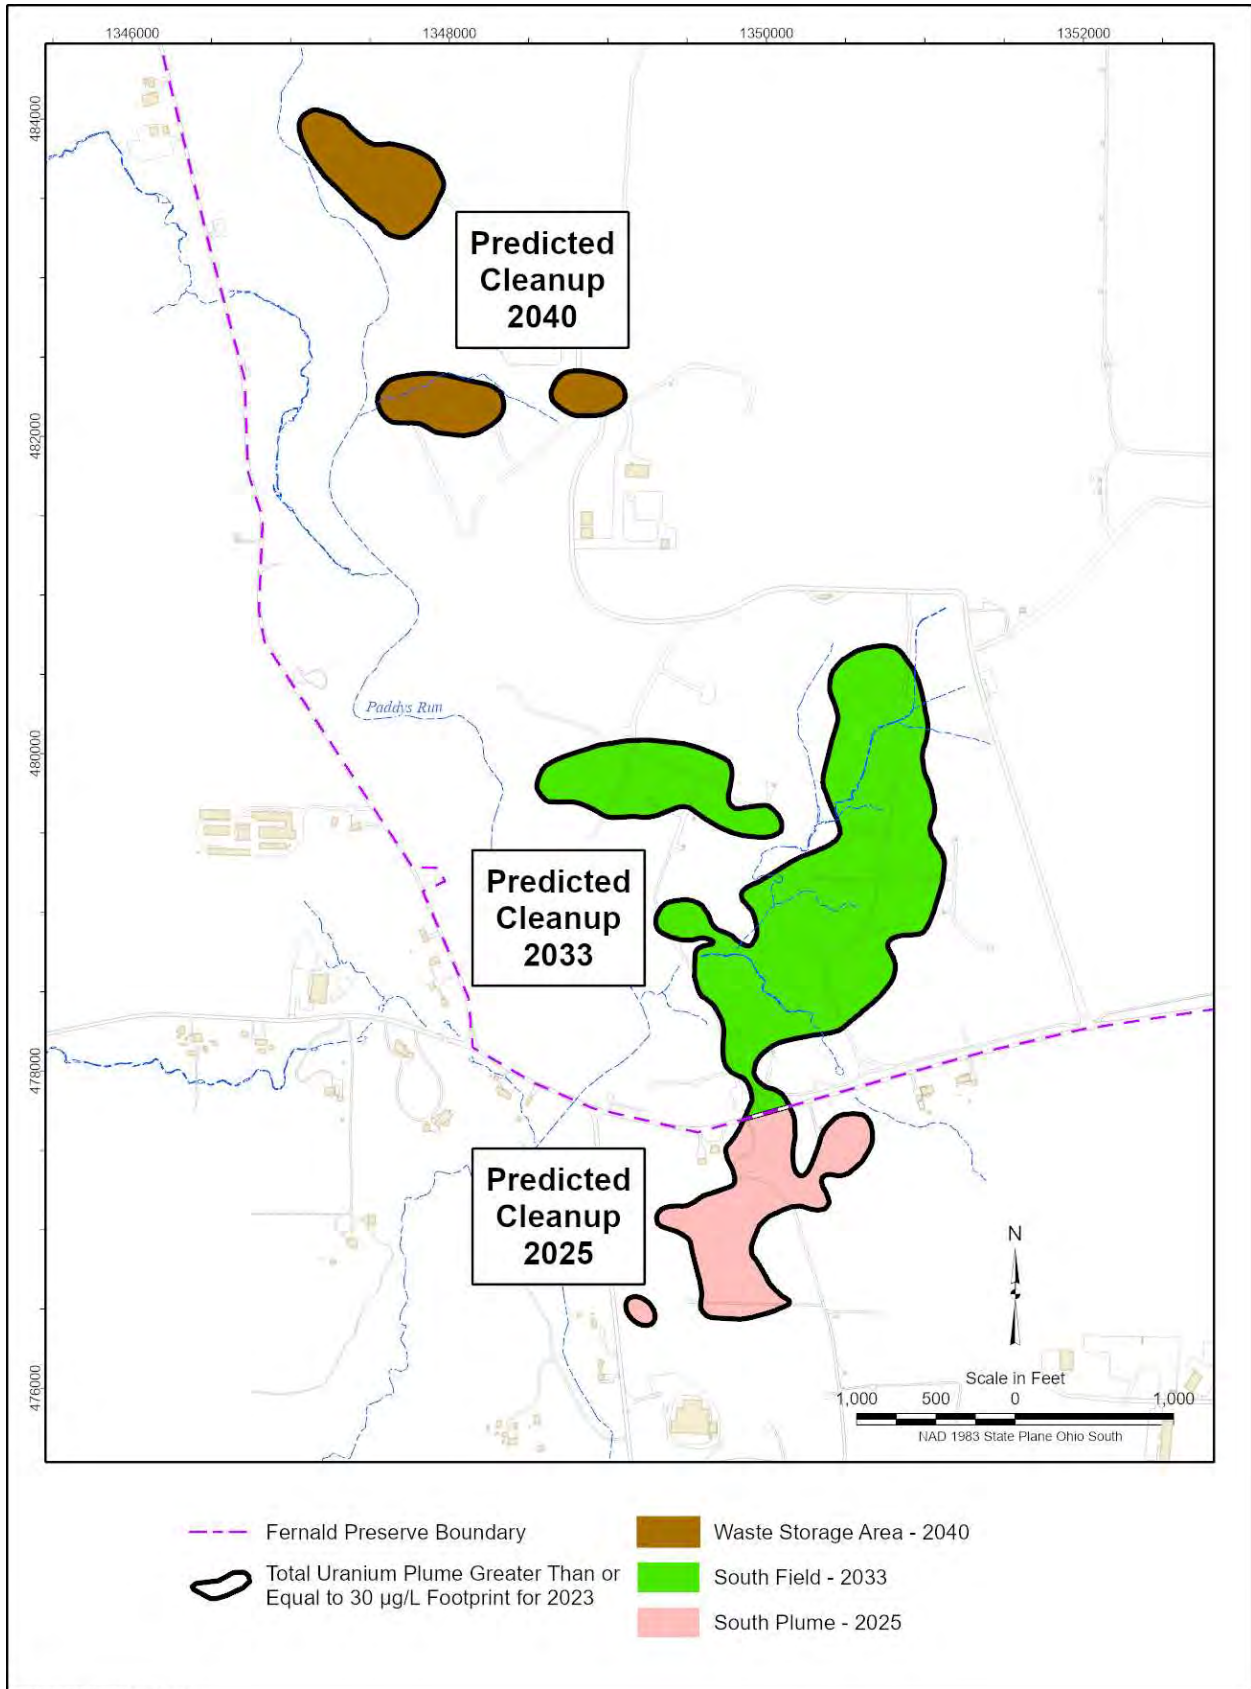 1346000
1348000
1350000
1352000
484000
482000
480000
478000
476000
Predicted
Cleanup
2040
Paddys Run
Predicted
Cleanup
2033
Predicted
Cleanup
2025
N
Scale in Feet
1,000 500 0 1,000
NAD 1983 State Plane Ohio South
Fernald Preserve Boundary
Total Uranium Plume Greater Than or
Equal to 30 µg/L Footprint for 2023
Waste Storage Area - 2040
South Field - 2033
South Plume - 2025